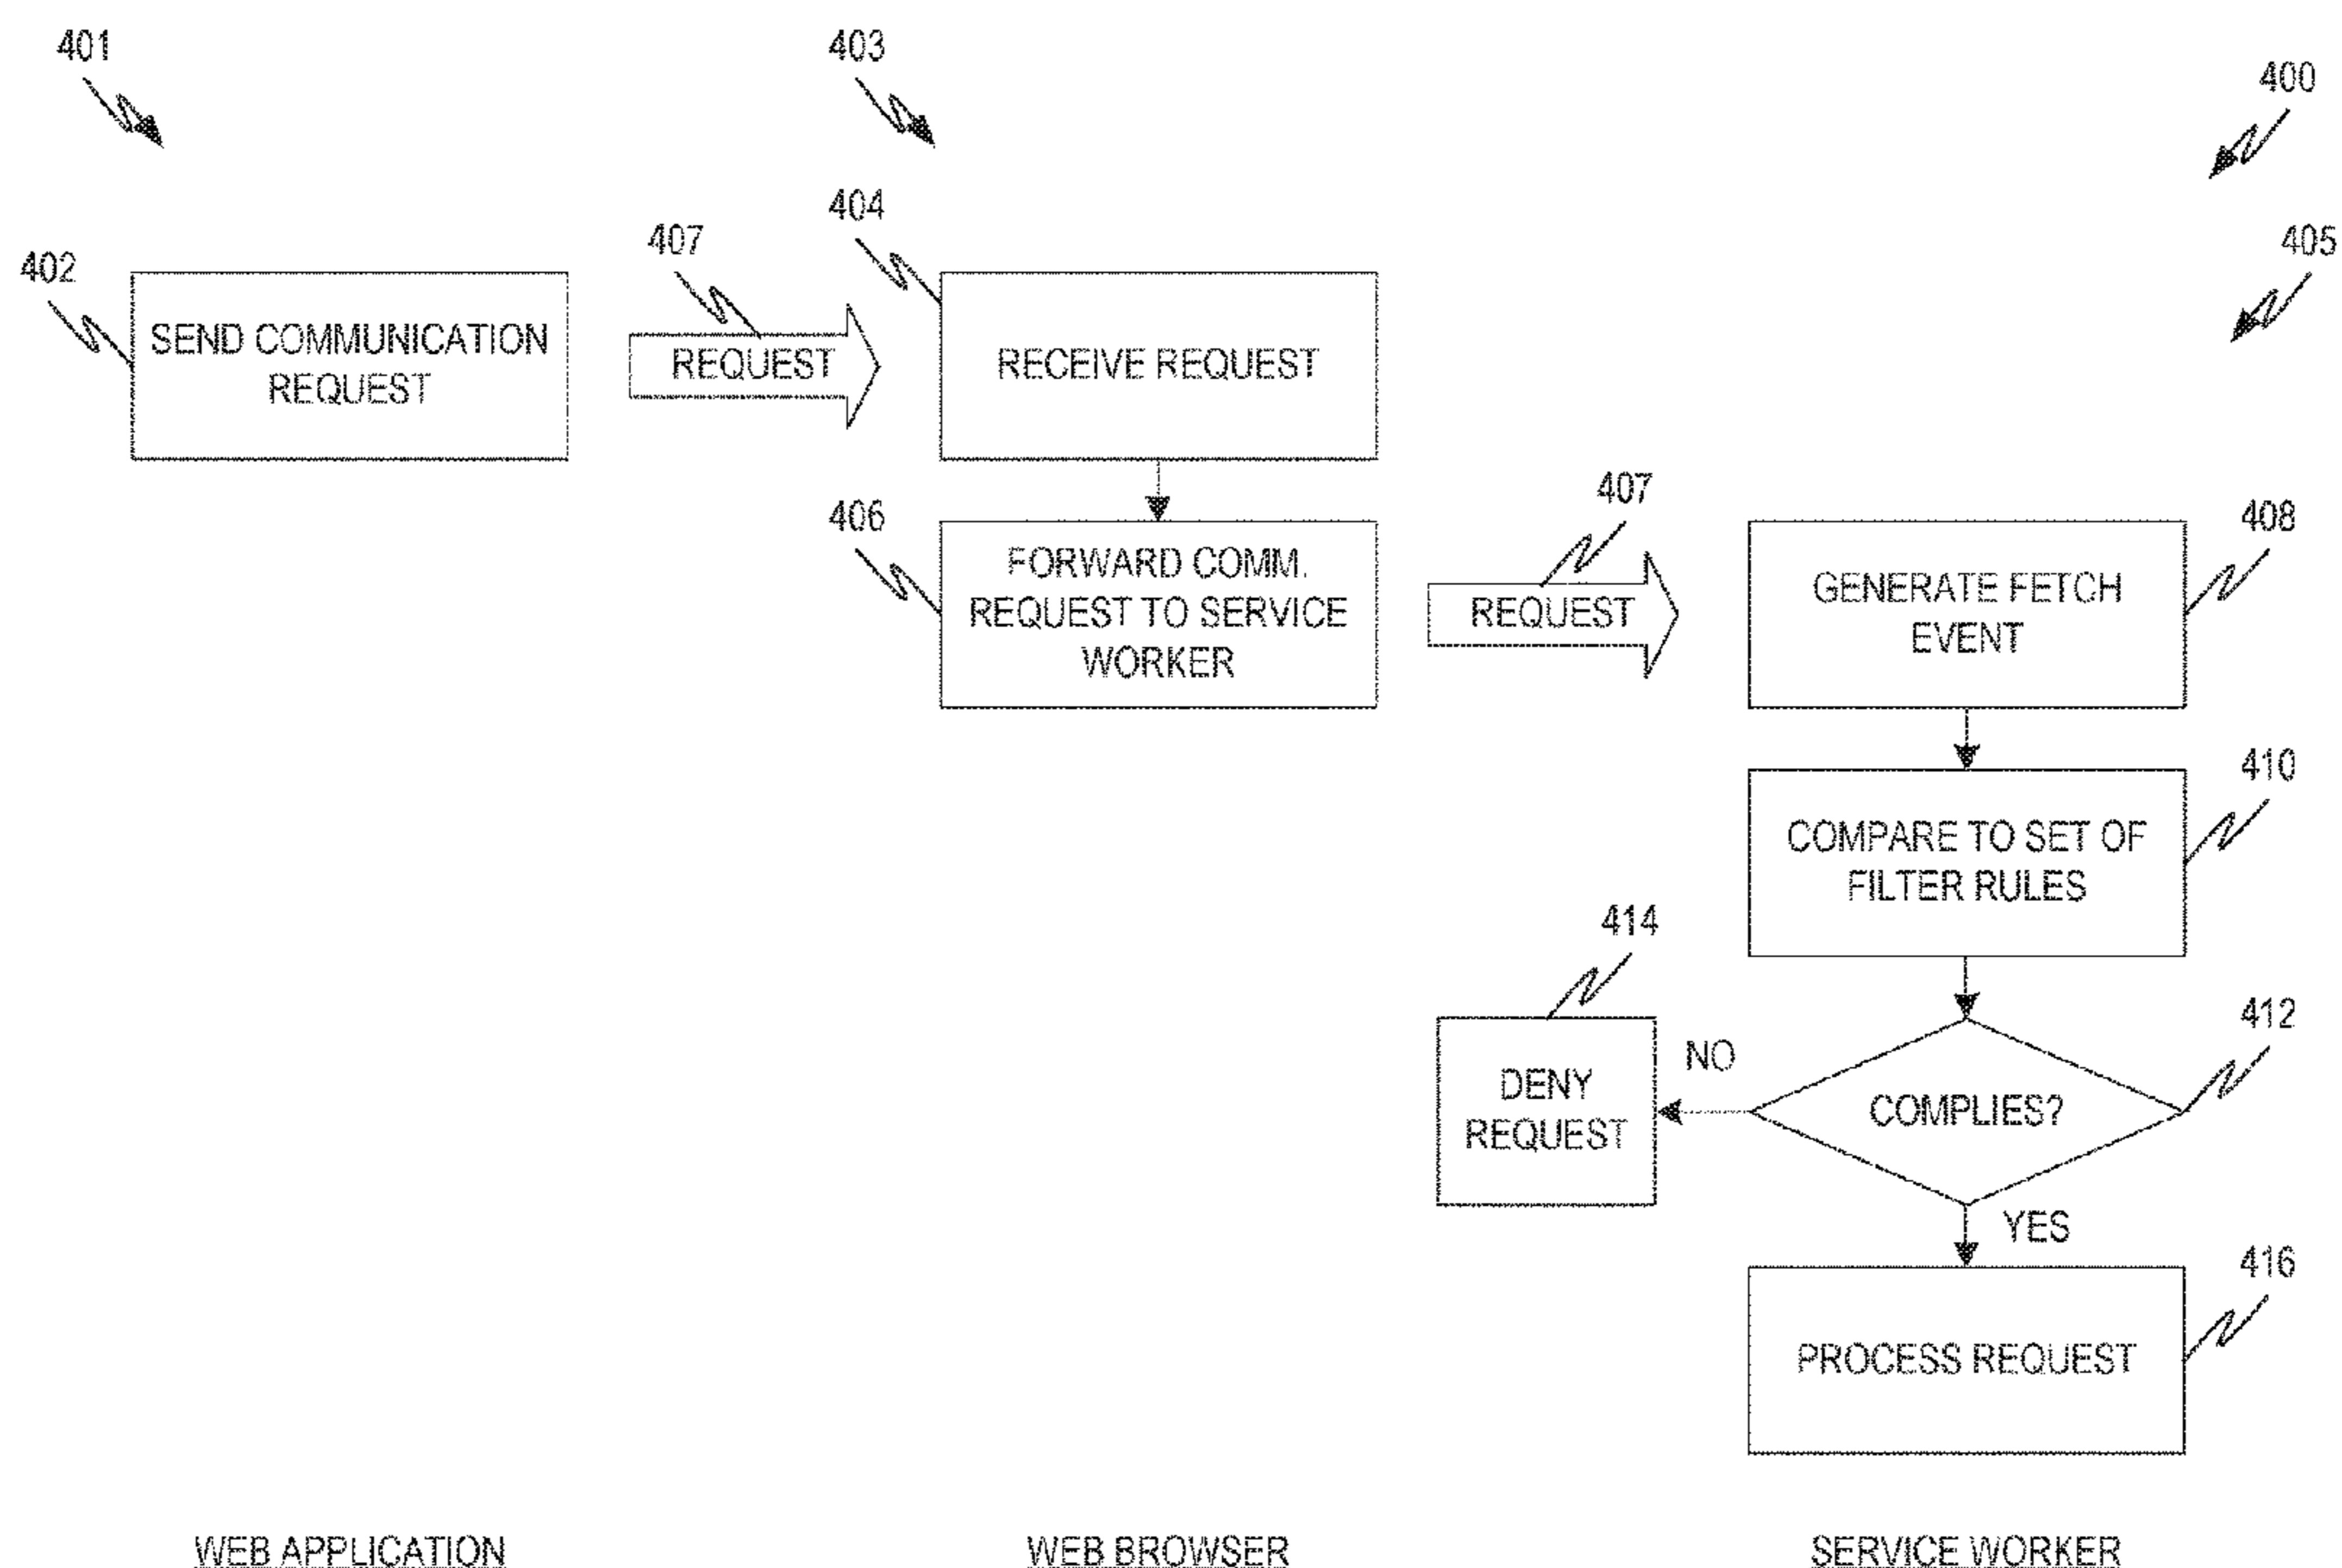 401
403
400
404
405
407
402
SEND COMMUNICATION
REQUEST
REQUEST
RECEIVE REQUEST
407
406
408
FORWARD COMM.
REQUEST TO SERVICE
WORKER
REQUEST
GENERATE FETCH
EVENT
410
COMPARE TO SET OF
FILTER RULES
414
412
NO
DENY
REQUEST
COMPLIES?
YES
416
PROCESS REQUEST
WEB APPLICATION
WEB BROWSER
SERVICE WORKER